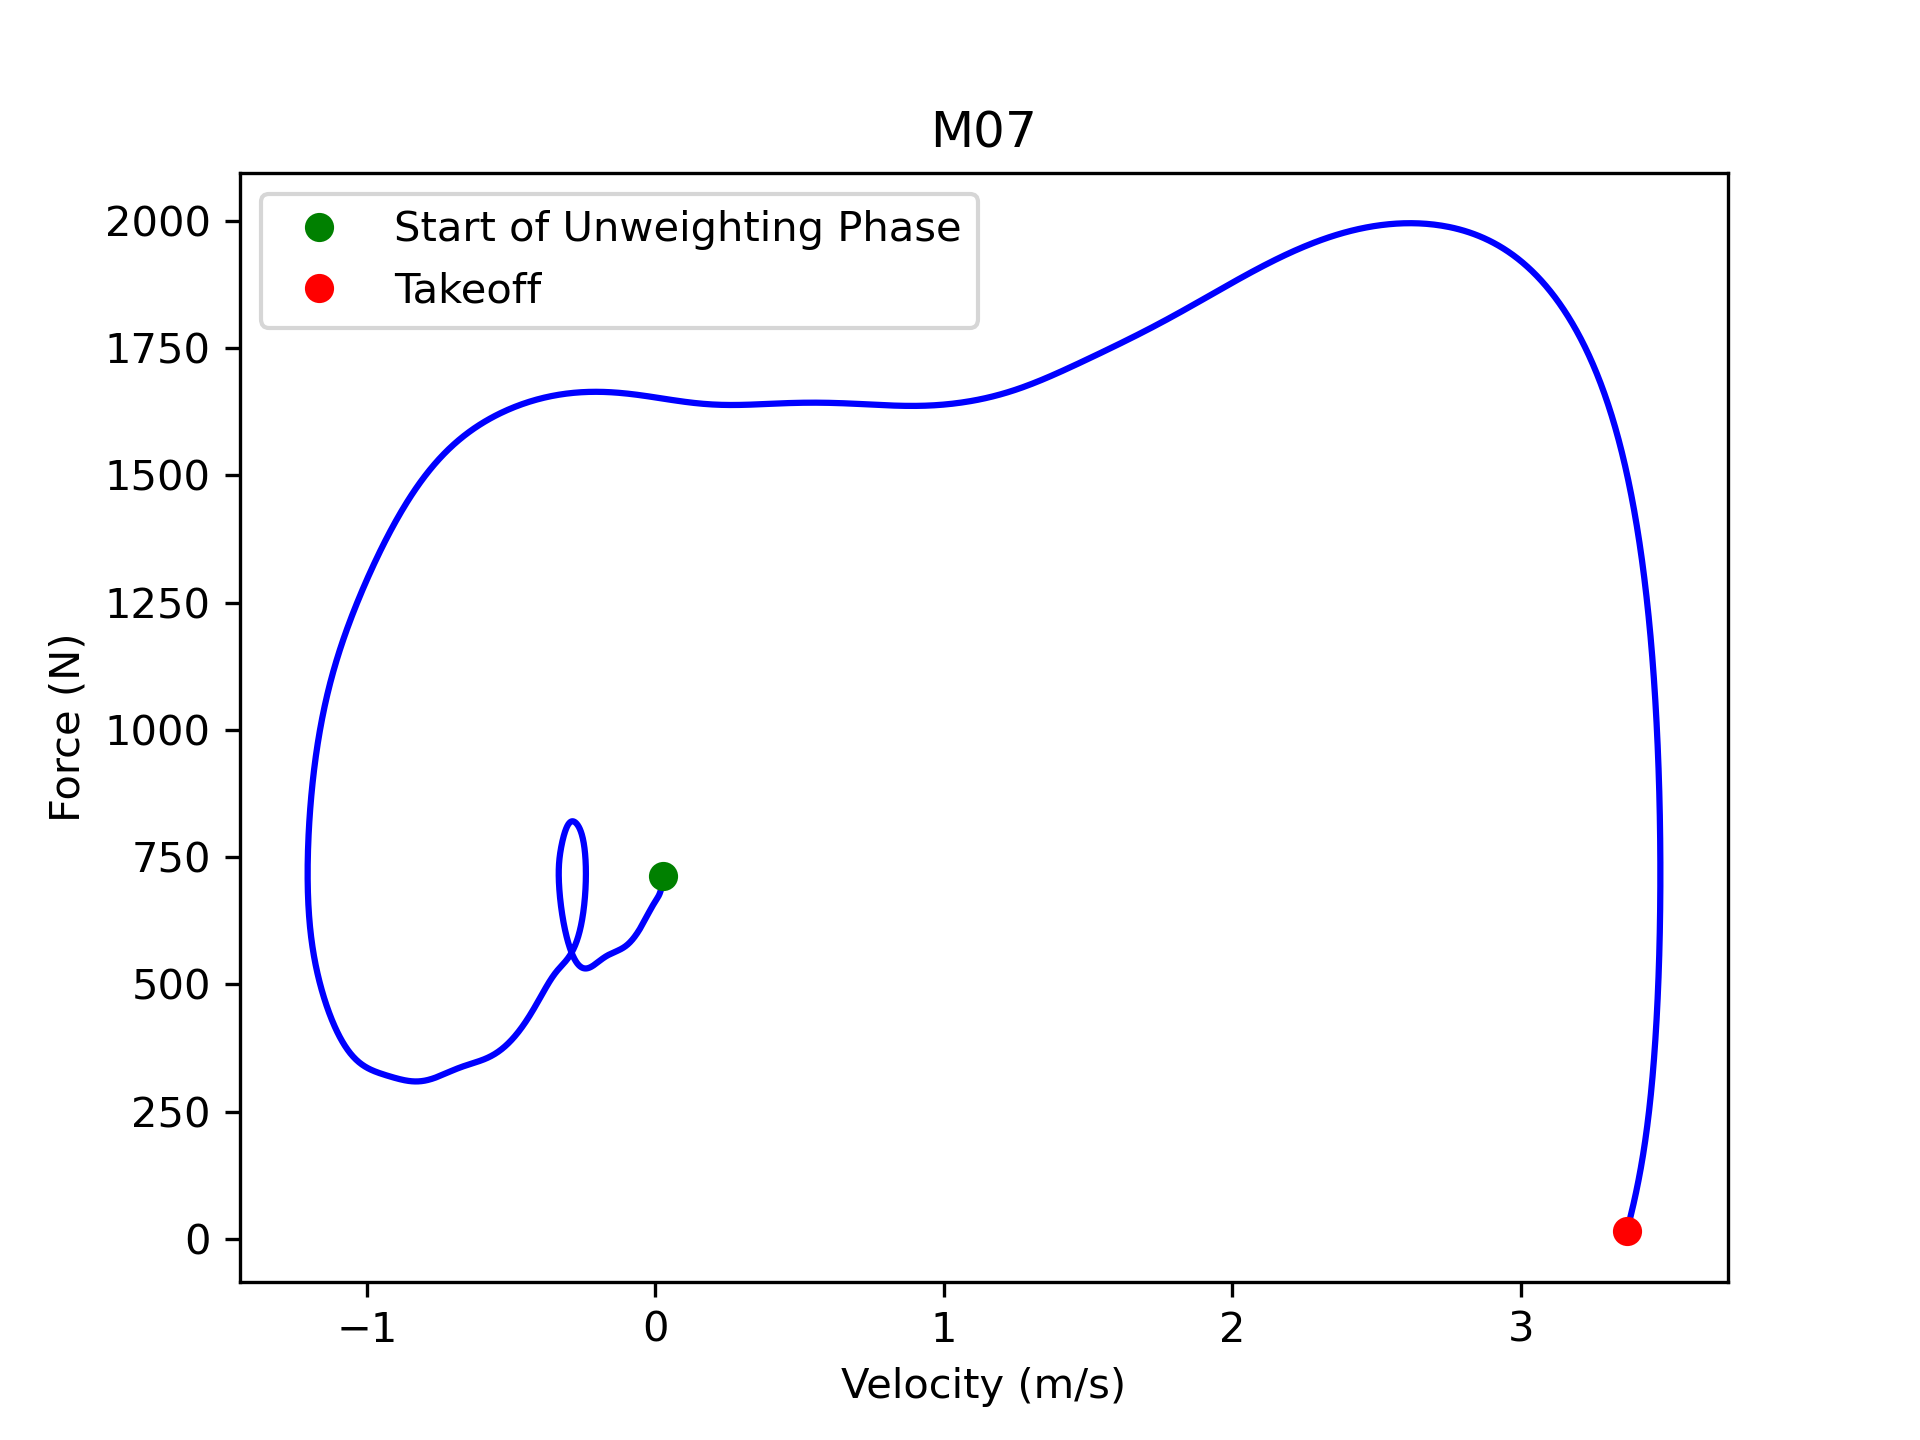 M07
Start of Unweighting Phase
Takeoff
Force (N)
2000
1750
1500
1250
1000
750
500
250
0
−1 0 1 2 3
Velocity (m/s)